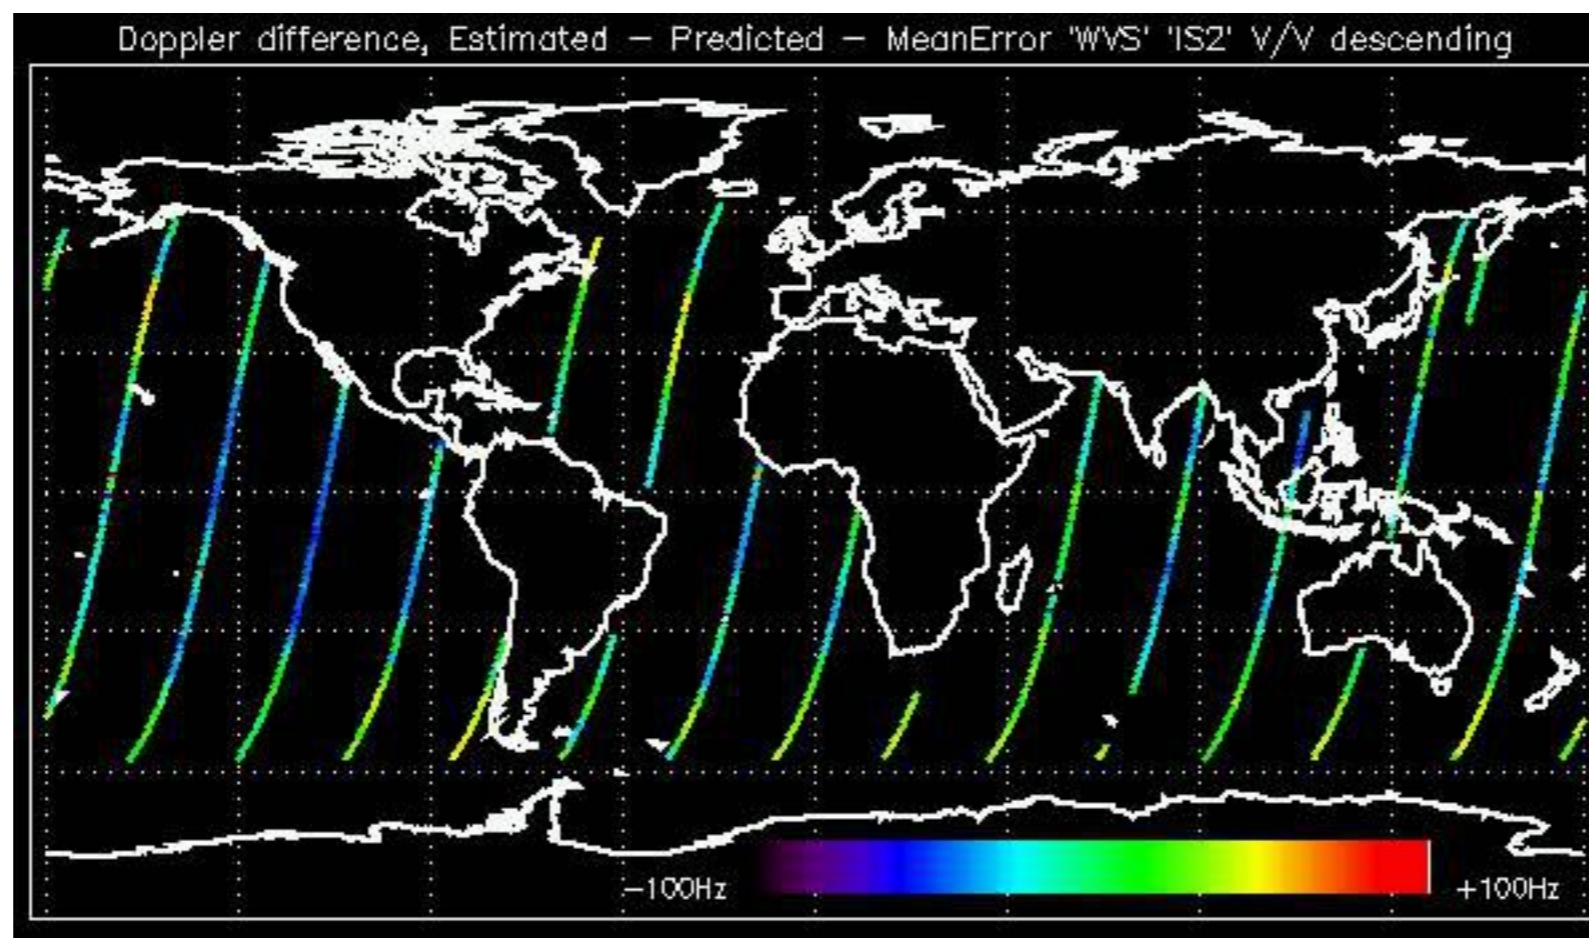 Doppler difference, Estimated – Predicted – MeanError 'WVS' 'IS2' V/V descending
–100Hz
+100Hz